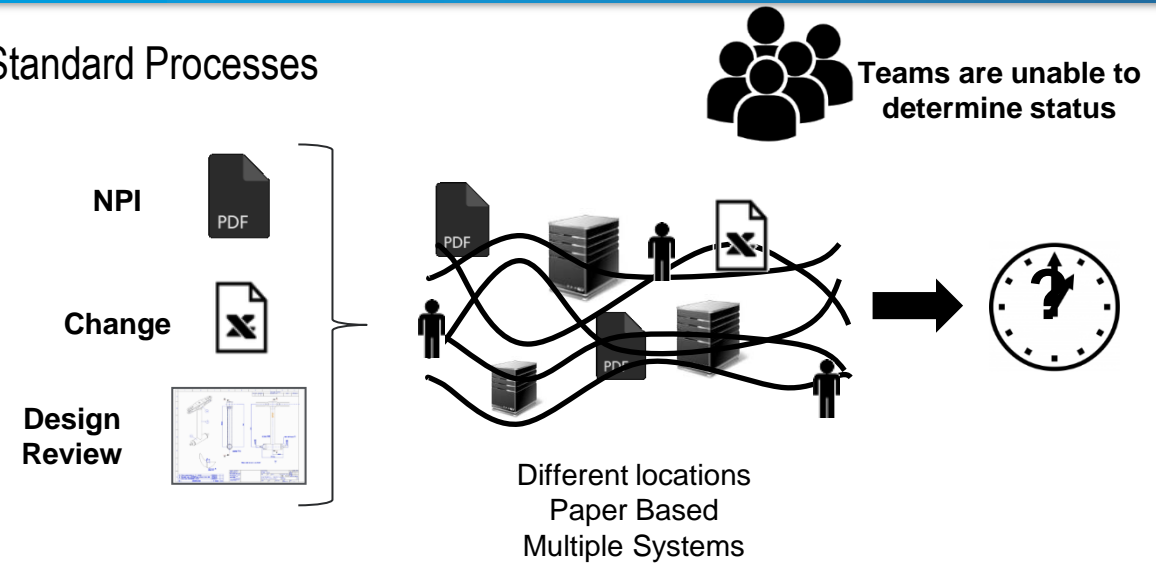 Standard Processes
Teams are unable to
determine status
NPI
PDF
Change
X
Design
Review
PDF
X
PDF
?
Different locations
Paper Based
Multiple Systems